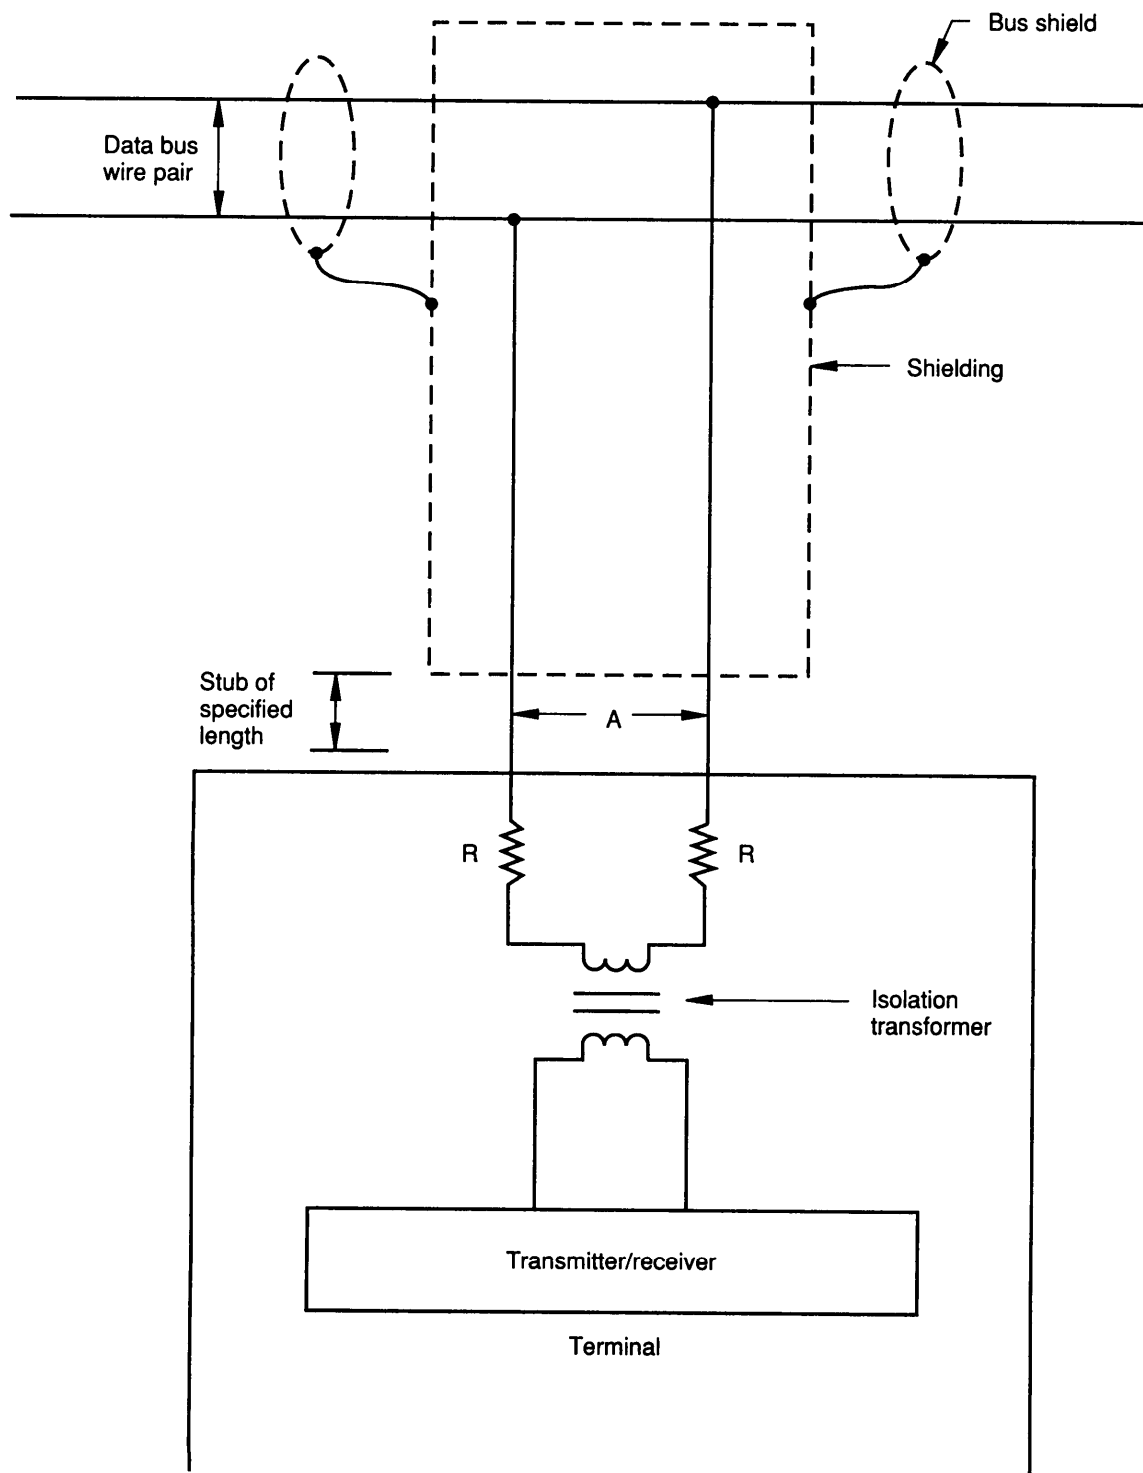 Bus shield
Data bus
wire pair
Shielding
Stub of
specified
length
A
R
R
Isolation
transformer
Transmitter/receiver
Terminal